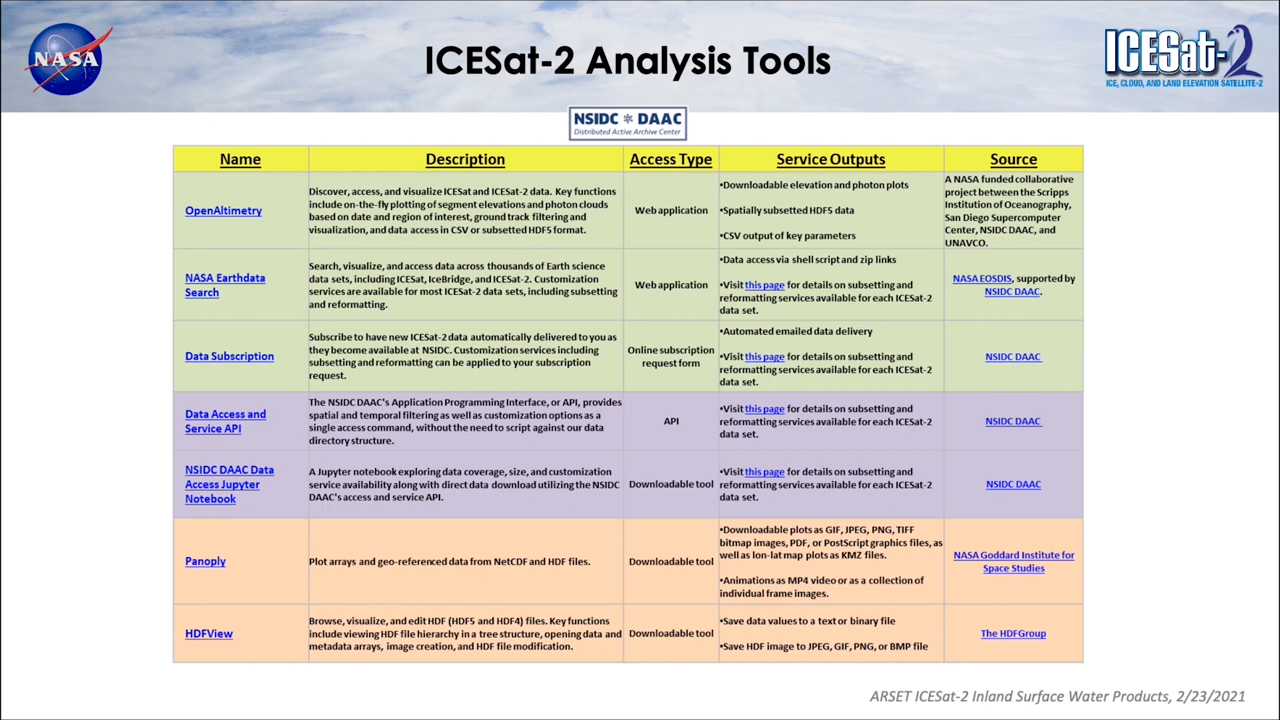 NASA
ICESat-2 Analysis Tools
ICESat-2
ICE, CLOUD, AND LAND ELEVATION SATELLITE-2
NSIDC DAAC
Distributed Active Archive Center
Name
Description
Access Type
Service Outputs
Source
OpenAltimetry
Discover, access, and visualize ICESat and ICESat-2 data. Key functions
include on-the-fly plotting of segment elevations and photon clouds
based on date and region of interest, ground track filtering and
visualization, and data access in CSV or subsetted HDF5 format.
Web application
•Downloadable elevation and photon plots
•Spatially subsetted HDF5 data
•CSV output of key parameters
A NASA funded collaborative
project between the Scripps
Institution of Oceanography,
San Diego Supercomputer
Center, NSIDC DAAC, and
UNAVCO.
NASA Earthdata
Search
Search, visualize, and access data across thousands of Earth science
data sets, including ICESat, IceBridge, and ICESat-2. Customization
services are available for most ICESat-2 data sets, including subsetting
and reformatting.
Web application
•Data access via shell script and zip links
•Visit this page for details on subsetting and
reformatting services available for each ICESat-2
data set.
NASA EOSDIS, supported by
NSIDC DAAC.
Data Subscription
Subscribe to have new ICESat-2 data automatically delivered to you as
they become available at NSIDC. Customization services including
subsetting and reformatting can be applied to your subscription
request.
Online subscription
request form
•Automated emailed data delivery
•Visit this page for details on subsetting and
reformatting services available for each ICESat-2
data set.
NSIDC DAAC
Data Access and
Service API
The NSIDC DAAC's Application Programming Interface, or API, provides
spatial and temporal filtering as well as customization options as a
single access command, without the need to script against our data
directory structure.
API
•Visit this page for details on subsetting and
reformatting services available for each ICESat-2
data set.
NSIDC DAAC
NSIDC DAAC Data
Access Jupyter
Notebook
A Jupyter notebook exploring data coverage, size, and customization
service availability along with direct data download utilizing the NSIDC
DAAC's access and service API.
Downloadable tool
•Visit this page for details on subsetting and
reformatting services available for each ICESat-2
data set.
NSIDC DAAC
Panoply
Plot arrays and geo-referenced data from NetCDF and HDF files.
Downloadable tool
•Downloadable plots as GIF, JPEG, PNG, TIFF
bitmap images, PDF, or PostScript graphics files, as
well as lon-lat map plots as KMZ files.
•Animations as MP4 video or as a collection of
individual frame images.
NASA Goddard Institute for
Space Studies
HDFView
Browse, visualize, and edit HDF (HDF5 and HDF4) files. Key functions
include viewing HDF file hierarchy in a tree structure, opening data and
metadata arrays, image creation, and HDF file modification.
Downloadable tool
•Save data values to a text or binary file
•Save HDF image to JPEG, GIF, PNG, or BMP file
The HDFGroup
ARSET ICESat-2 Inland Surface Water Products, 2/23/2021